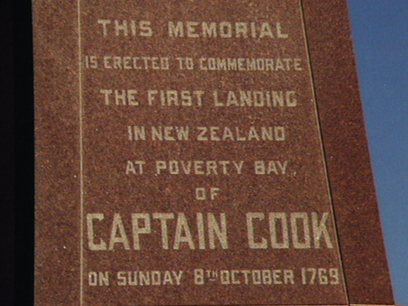 THIS MEMORIAL
IS ERECTED TO COMMEMORATE
THE FIRST LANDING
IN NEW ZEALAND
AT POVERTY BAY
OF
CAPTAIN COOK
ON SUNDAY 8TH OCTOBER 1769